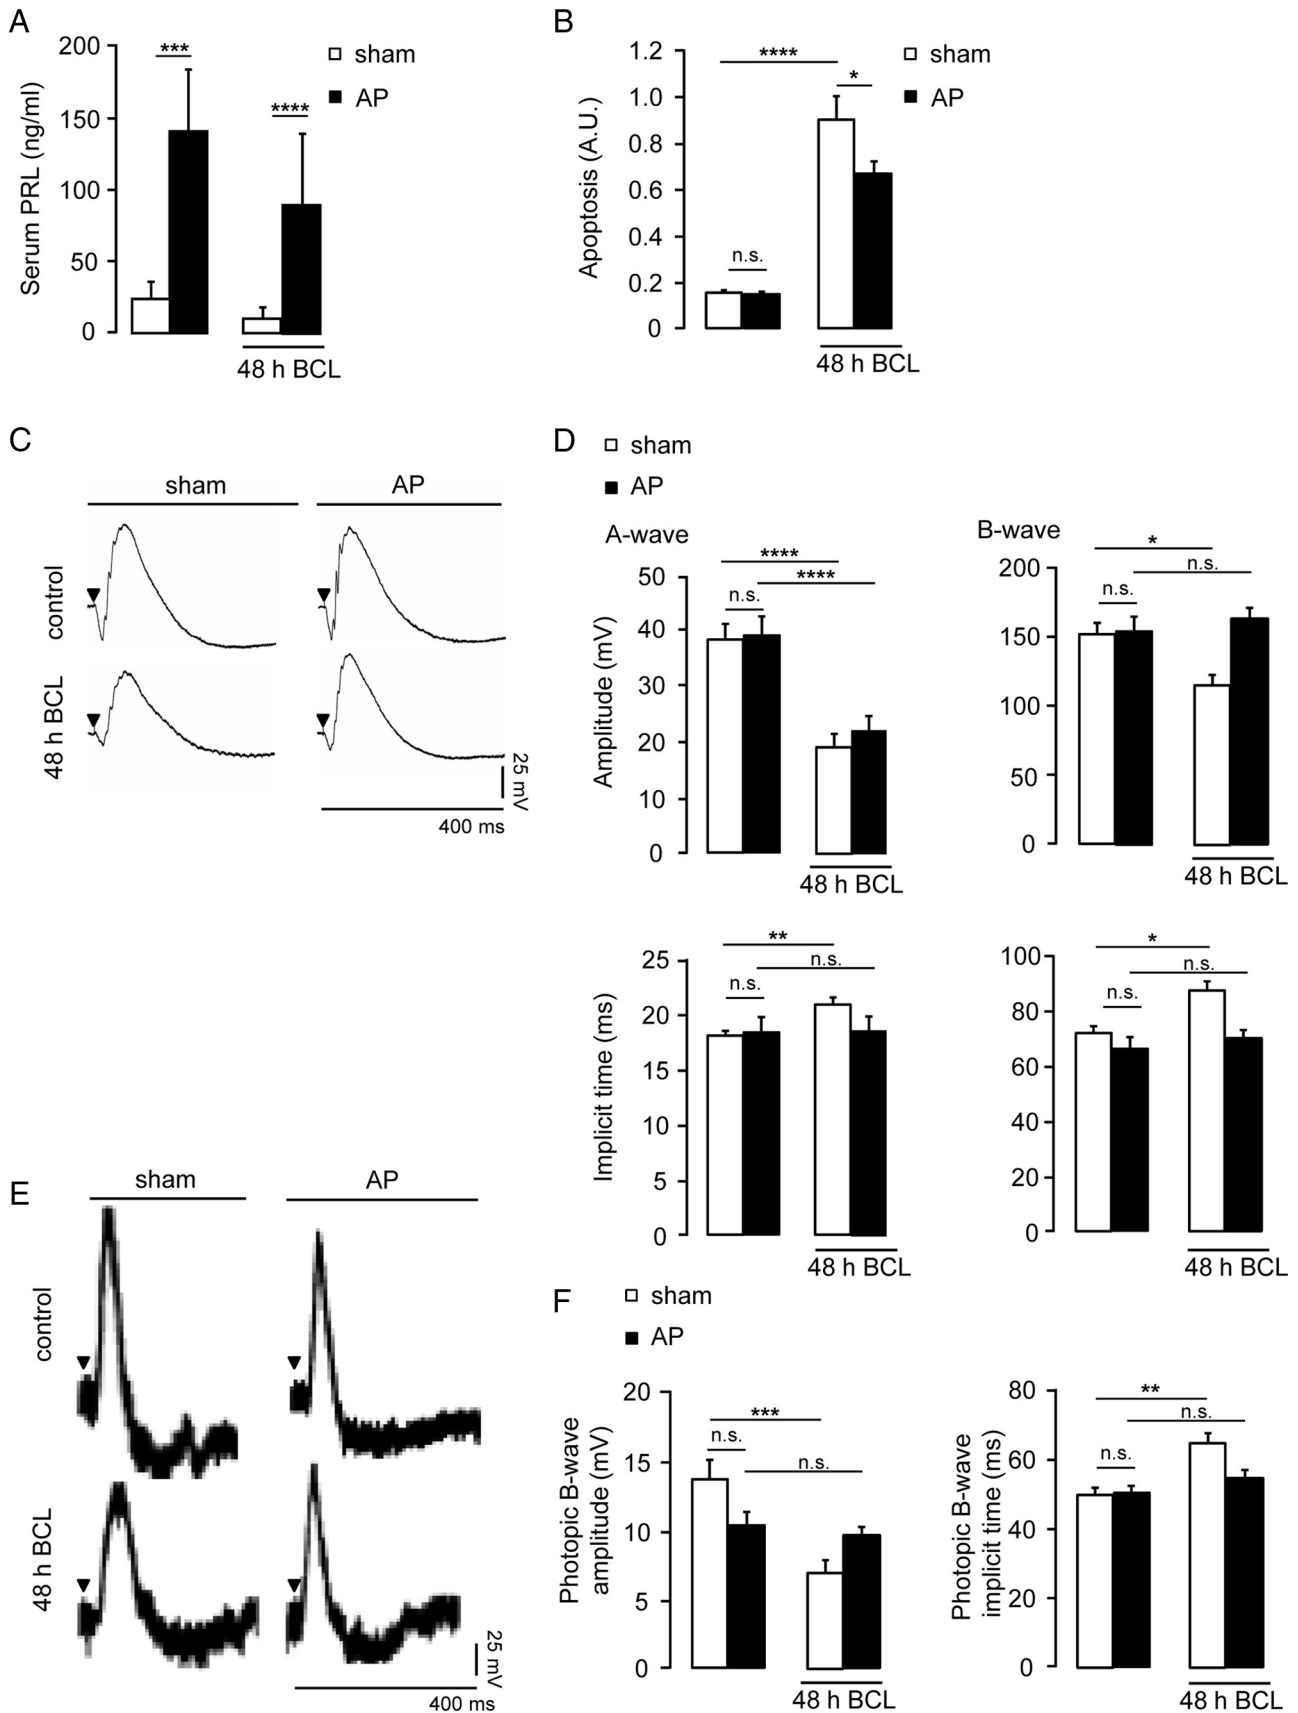 A
200
150
100
50
0
Serum PRL (ng/ml)
***
****
sham
AP
48 h BCL
B
1.2
1.0
0.8
0.6
0.4
0.2
0
Apoptosis (A.U.)
****
*
n.s.
sham
AP
48 h BCL
C
sham
AP
control
48 h BCL
25 mV
400 ms
D
sham
AP
A-wave
****
****
n.s.
50
40
30
20
10
0
Amplitude (mV)
48 h BCL
B-wave
*
n.s.
n.s.
200
150
100
50
0
48 h BCL
**
n.s.
n.s.
25
20
15
10
5
0
Implicit time (ms)
48 h BCL
*
n.s.
n.s.
100
80
60
40
20
0
48 h BCL
E
sham
AP
control
48 h BCL
25 mV
400 ms
F
sham
AP
20
15
10
5
0
Photopic B-wave
amplitude (mV)
***
n.s.
n.s.
48 h BCL
80
60
40
20
0
Photopic B-wave
implicit time (ms)
**
n.s.
n.s.
48 h BCL